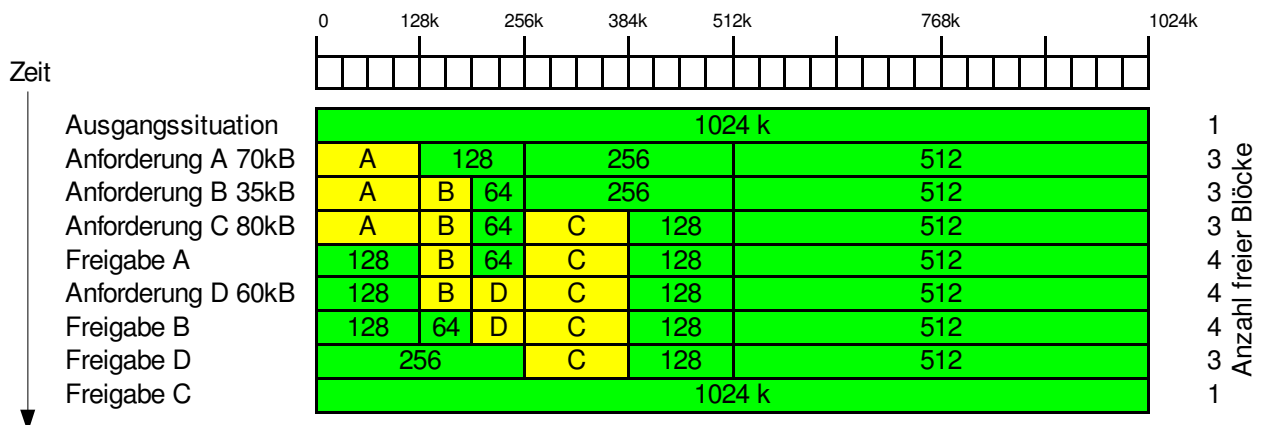 0 128k 256k 384k 512k 768k 1024k
Zeit
Ausgangssituation 1024 k 1
Anforderung A 70kB A 128 256 512 3
Anforderung B 35kB A B 64 256 512 3
Anforderung C 80kB A B 64 C 128 512 3
Freigabe A 128 B 64 C 128 512 4
Anforderung D 60kB 128 B D C 128 512 4
Freigabe B 128 64 D C 128 512 4
Freigabe D 256 C 128 512 3
Freigabe C 1024 k 1
Anzahl freier Blöcke